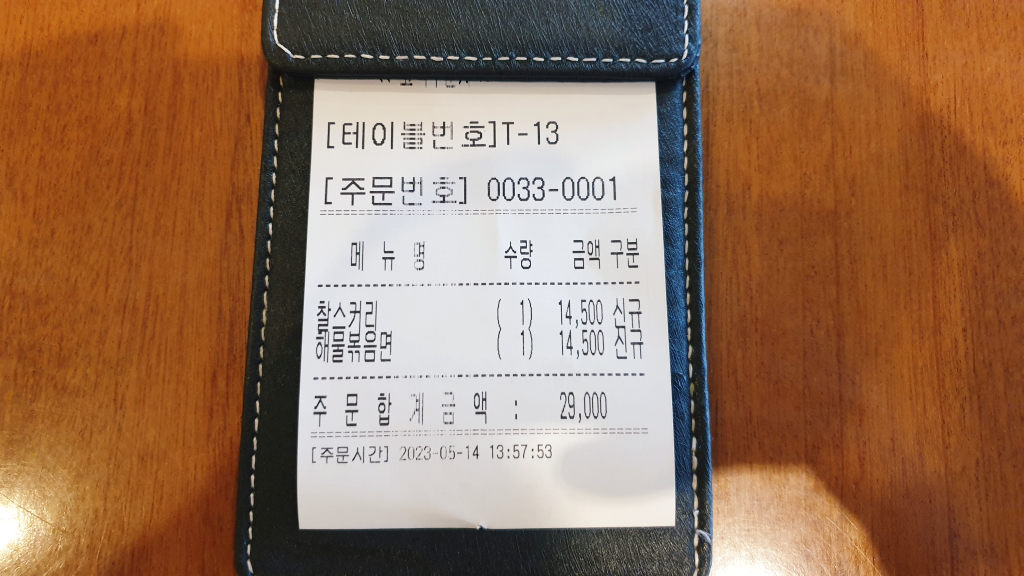 [테이블번호]T-13
[주문번호] 0033-0001
메 뉴 명 수량 금액 구분
찰스커리 ( 1) 14,500 신규
해물볶음면 ( 1) 14,500 신규
주 문 합 계 금 액 : 29,000
[주문시간] 2023-05-14 13:57:53